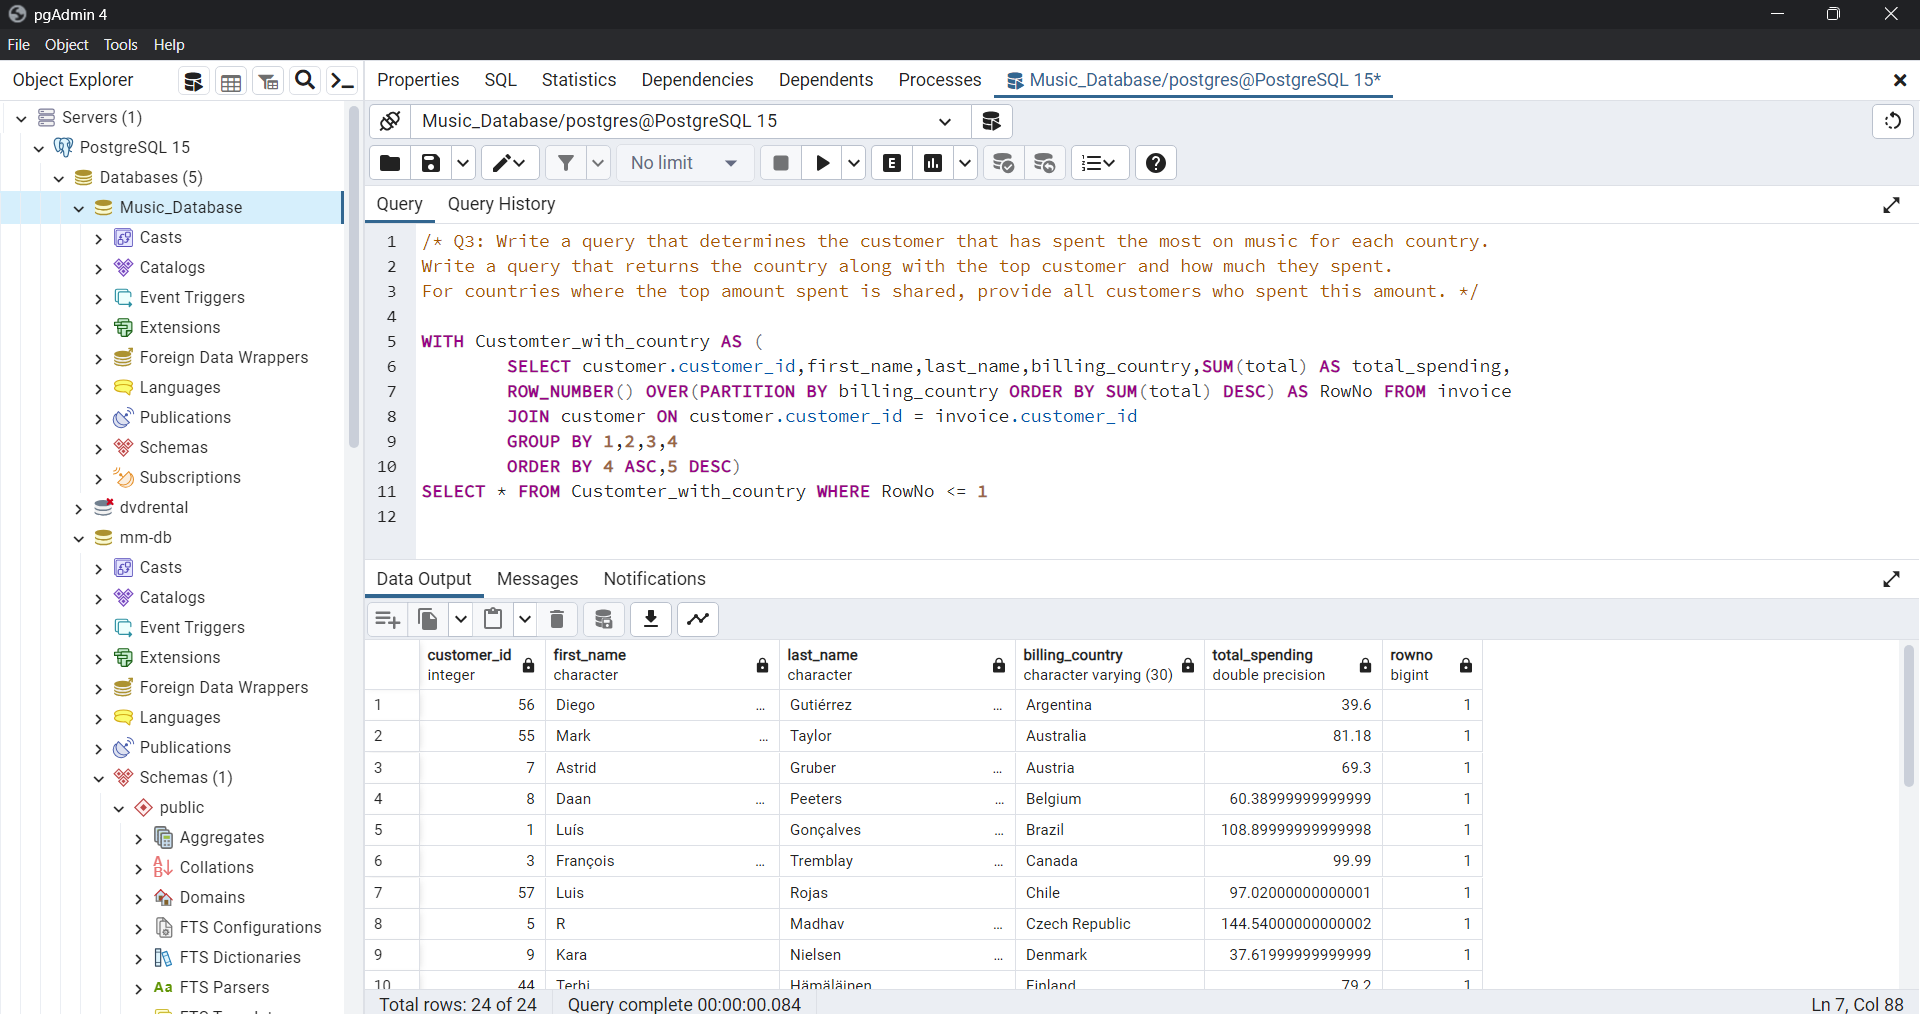 pgAdmin 4
File Object Tools Help
Object Explorer
Properties SQL Statistics Dependencies Dependents Processes Music_Database/postgres@PostgreSQL 15*
Servers (1)
PostgreSQL 15
Databases (5)
Music_Database
Casts
Catalogs
Event Triggers
Extensions
Foreign Data Wrappers
Languages
Publications
Schemas
Subscriptions
dvdrental
mm-db
Casts
Catalogs
Event Triggers
Extensions
Foreign Data Wrappers
Languages
Publications
Schemas (1)
public
Aggregates
Collations
Domains
FTS Configurations
FTS Dictionaries
Aa FTS Parsers
Music_Database/postgres@PostgreSQL 15
No limit
E
Query Query History
1 /* Q3: Write a query that determines the customer that has spent the most on music for each country.
2 Write a query that returns the country along with the top customer and how much they spent.
3 For countries where the top amount spent is shared, provide all customers who spent this amount. */
4
5 WITH Customter_with_country AS (
6 SELECT customer.customer_id,first_name,last_name,billing_country,SUM(total) AS total_spending,
7 ROW_NUMBER() OVER(PARTITION BY billing_country ORDER BY SUM(total) DESC) AS RowNo FROM invoice
8 JOIN customer ON customer.customer_id = invoice.customer_id
9 GROUP BY 1,2,3,4
10 ORDER BY 4 ASC,5 DESC)
11 SELECT * FROM Customter_with_country WHERE RowNo <= 1
12
Data Output Messages Notifications
customer_id first_name last_name billing_country total_spending rowno
integer character character character varying (30) double precision bigint
1 56 Diego ... Gutiérrez ... Argentina 39.6 1
2 55 Mark ... Taylor Australia 81.18 1
3 7 Astrid Gruber ... Austria 69.3 1
4 8 Daan ... Peeters ... Belgium 60.38999999999999 1
5 1 Luís Gonçalves ... Brazil 108.89999999999998 1
6 3 François ... Tremblay ... Canada 99.99 1
7 57 Luis Rojas Chile 97.02000000000001 1
8 5 R Madhav ... Czech Republic 144.54000000000002 1
9 9 Kara Nielsen ... Denmark 37.61999999999999 1
10 44 Terhi Hämäläinen Finland 79.2 1
Total rows: 24 of 24 Query complete 00:00:00.084 Ln 7, Col 88